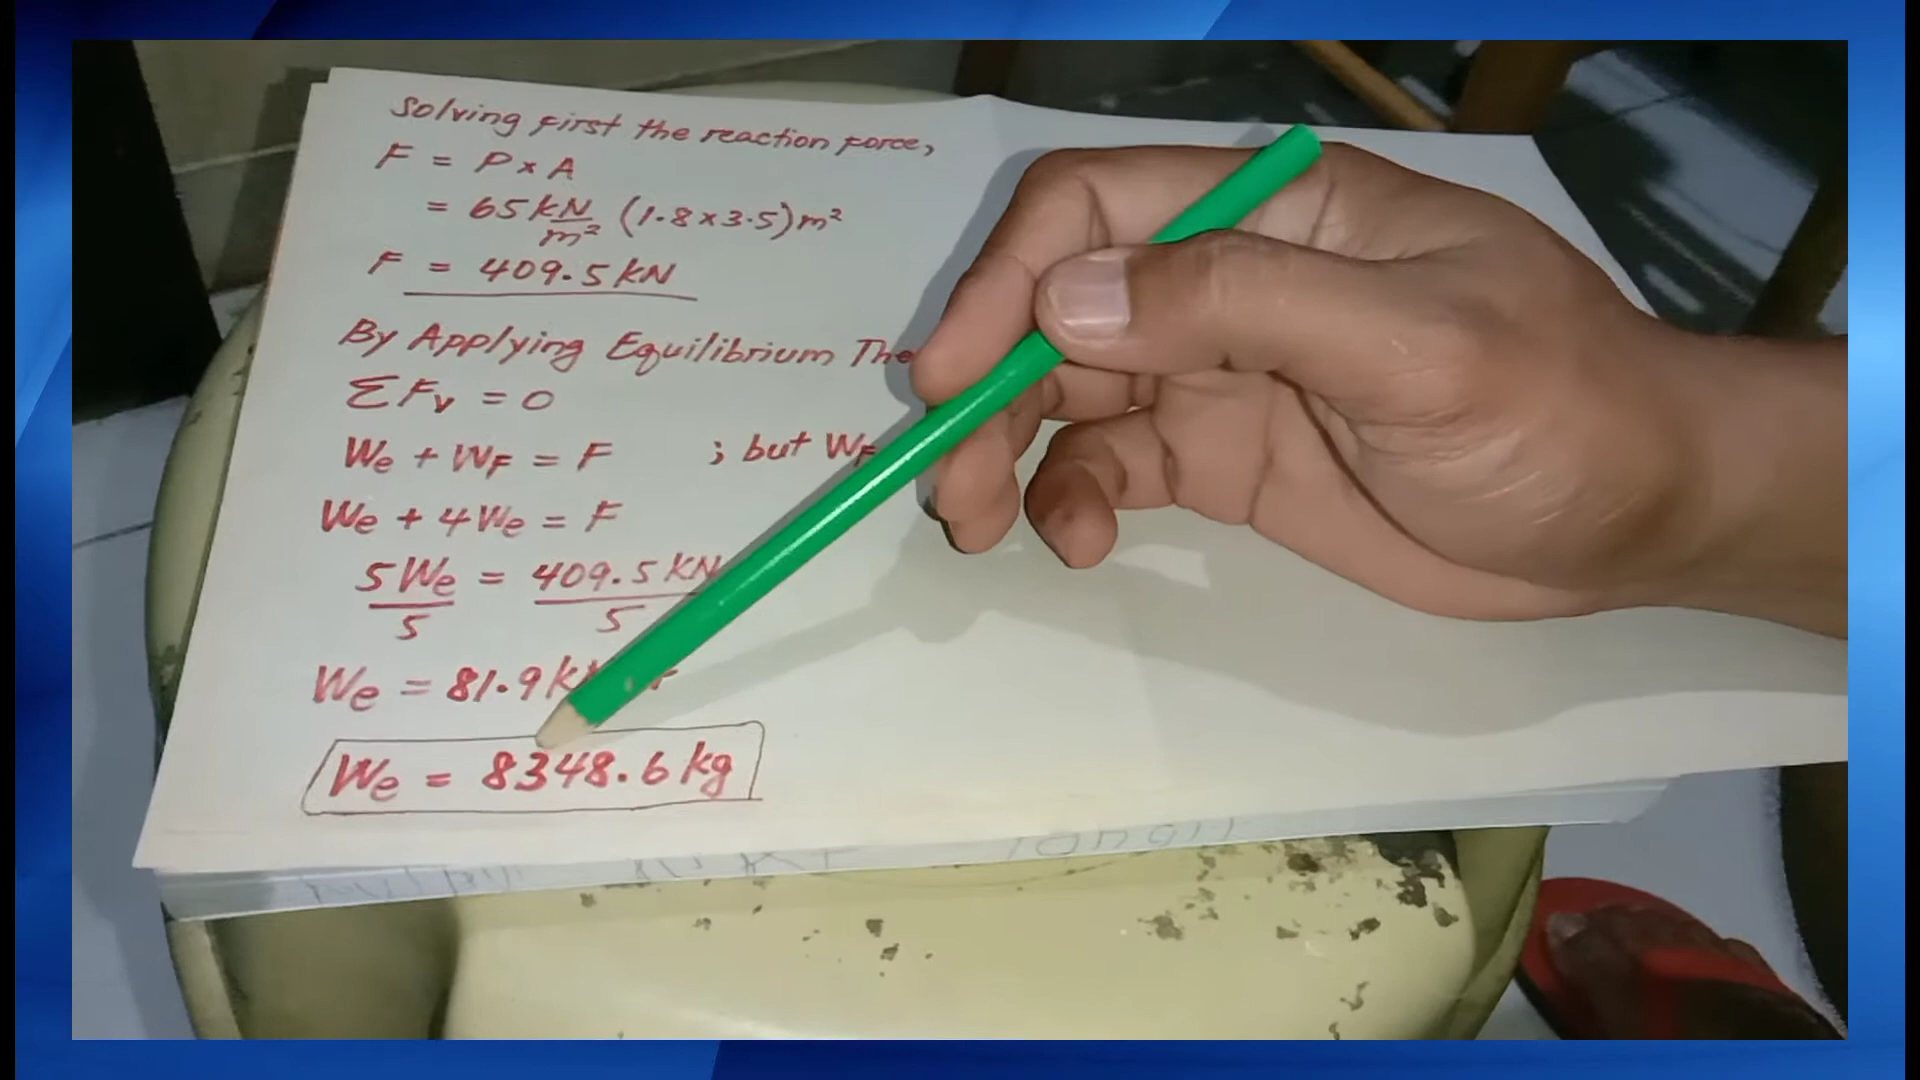 Solving first the reaction force,
F = P x A
= 65 kN/m² (1.8 x 3.5) m²
F = 409.5 kN
By Applying Equilibrium The
ΣFv = 0
We + WF = F ; but WF
We + 4We = F
5We/5 = 409.5 kN/5
We = 81.9
We = 8348.6 kg